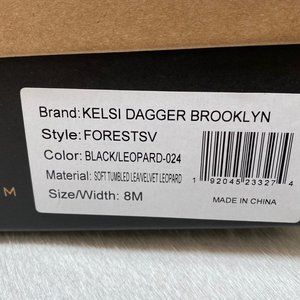 Brand: KELSI DAGGER BROOKLYN
Style: FORESTSV
Color: BLACK/LEOPARD-024
Material: SOFT TUMBLED LEA/VELVET LEOPARD
Size/Width: 8M
1 92045 23327 4
MADE IN CHINA
M